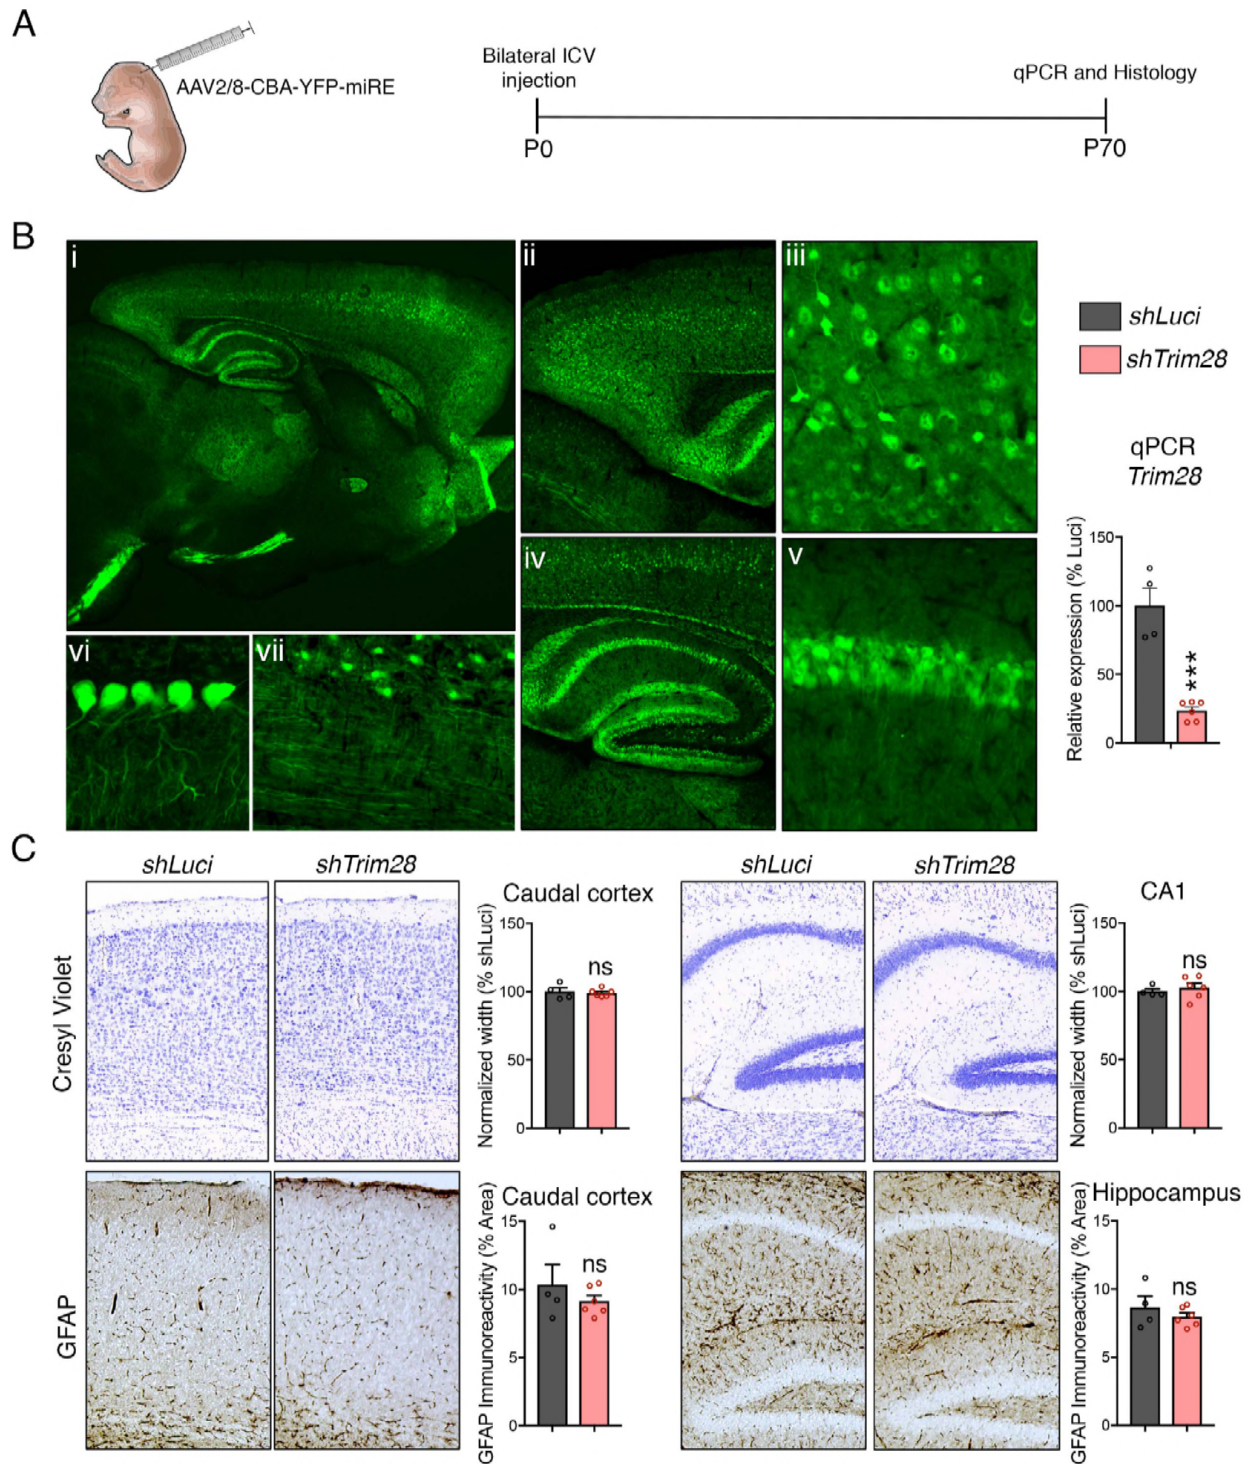 A
AAV2/8-CBA-YFP-miRE
Bilateral ICV
injection
qPCR and Histology
P0
P70
B
i
ii
iii
iv
v
vi
vii
shLuci
shTrim28
qPCR
Trim28
Relative expression (% Luci)
150
100
50
0
***
C
Cresyl Violet
shLuci
shTrim28
Caudal cortex
Normalized width (% shLuci)
150
100
50
0
ns
shLuci
shTrim28
CA1
Normalized width (% shLuci)
150
100
50
0
ns
GFAP
Caudal cortex
GFAP Immunoreactivity (% Area)
15
10
5
0
ns
Hippocampus
GFAP Immunoreactivity (% Area)
15
10
5
0
ns